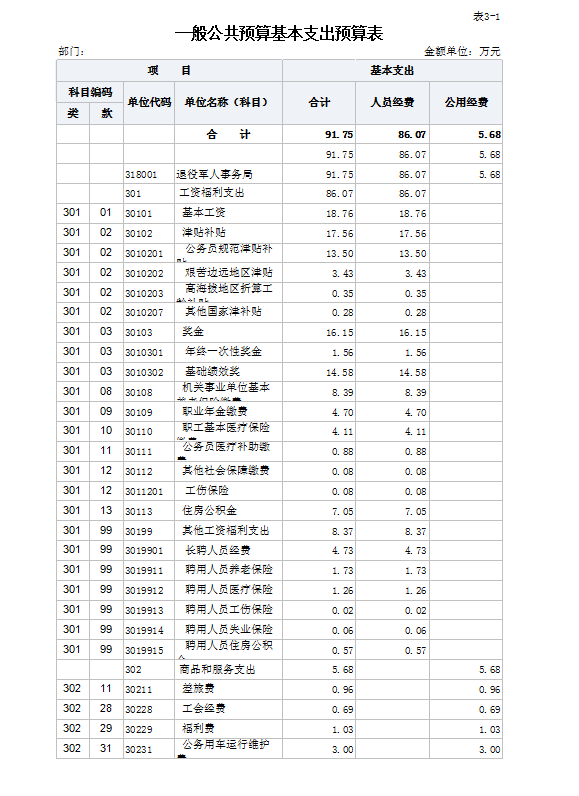 表3-1
一般公共预算基本支出预算表
部门: 金额单位：万元
项 目 基本支出
科目编码 单位代码 单位名称（科目） 合计 人员经费 公用经费
类 款
合 计 91.75 86.07 5.68
91.75 86.07 5.68
318001 退役军人事务局 91.75 86.07 5.68
301 工资福利支出 86.07 86.07
301 01 30101 基本工资 18.76 18.76
301 02 30102 津贴补贴 17.56 17.56
301 02 3010201 公务员规范津贴补 13.50 13.50
301 02 3010202 艰苦边远地区津贴 3.43 3.43
301 02 3010203 高海拔地区折算工 0.35 0.35
301 02 3010207 其他国家津补贴 0.28 0.28
301 03 30103 奖金 16.15 16.15
301 03 3010301 年终一次性奖金 1.56 1.56
301 03 3010302 基础绩效奖 14.58 14.58
301 08 30108 机关事业单位基本 8.39 8.39
301 09 30109 职业年金缴费 4.70 4.70
301 10 30110 职工基本医疗保险 4.11 4.11
301 11 30111 公务员医疗补助缴 0.88 0.88
301 12 30112 其他社会保障缴费 0.08 0.08
301 12 3011201 工伤保险 0.08 0.08
301 13 30113 住房公积金 7.05 7.05
301 99 30199 其他工资福利支出 8.37 8.37
301 99 3019901 长聘人员经费 4.73 4.73
301 99 3019911 聘用人员养老保险 1.73 1.73
301 99 3019912 聘用人员医疗保险 1.26 1.26
301 99 3019913 聘用人员工伤保险 0.02 0.02
301 99 3019914 聘用人员失业保险 0.06 0.06
301 99 3019915 聘用人员住房公积 0.57 0.57
302 商品和服务支出 5.68 5.68
302 11 30211 差旅费 0.96 0.96
302 28 30228 工会经费 0.69 0.69
302 29 30229 福利费 1.03 1.03
302 31 30231 公务用车运行维护 3.00 3.00